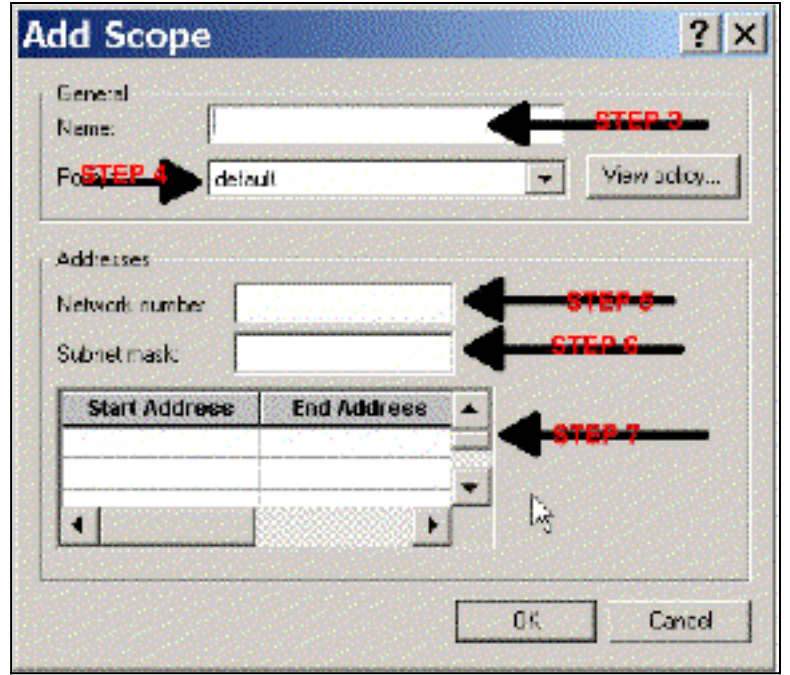 Add Scope
General
Name:
STEP 3
STEP 4
default
View policy...
Addresses
Network number
STEP 5
Subnet mask:
STEP 6
Start Address End Address
STEP 7
OK Cancel